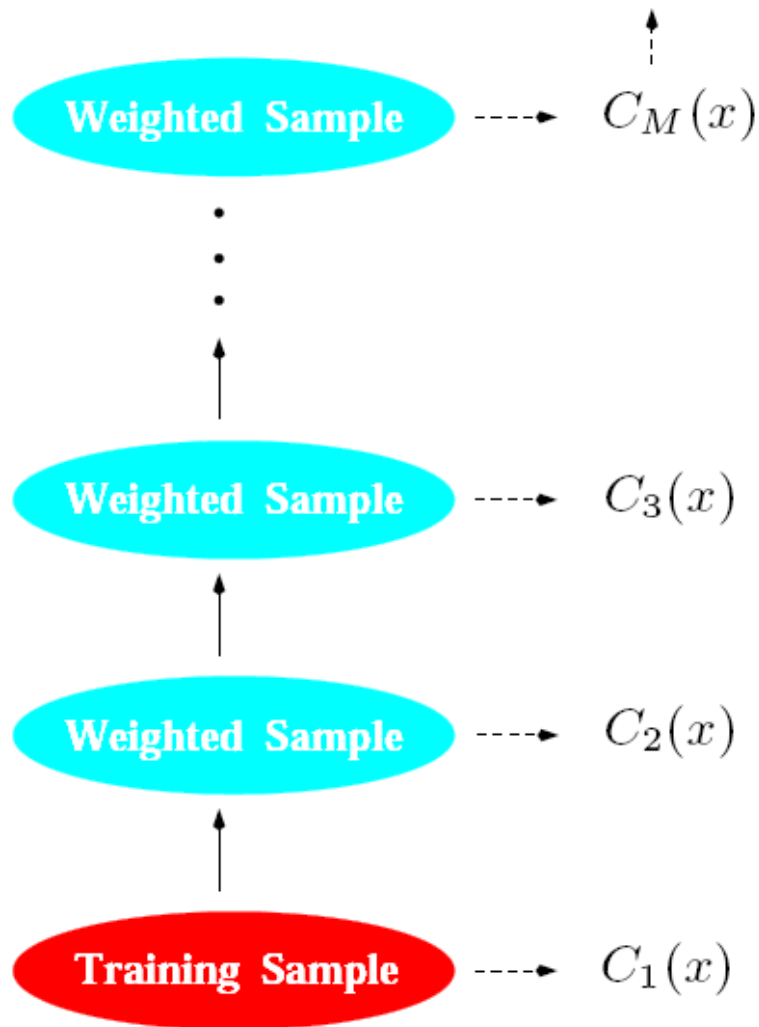 Weighted Sample C_M(x)
Weighted Sample C_3(x)
Weighted Sample C_2(x)
Training Sample C_1(x)